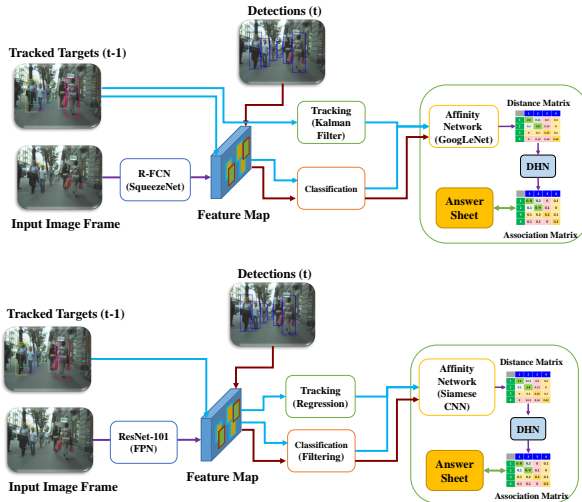 Detections (t)
Tracked Targets (t-1)
Tracking
(Kalman
Filter)
Affinity
Network
(GoogLeNet)
Distance Matrix
R-FCN
(SqueezeNet)
DHN
Classification
Answer
Sheet
Feature Map
Input Image Frame
Association Matrix
Detections (t)
Tracked Targets (t-1)
Tracking
(Regression)
Affinity
Network
(Siamese
CNN)
Distance Matrix
ResNet-101
(FPN)
DHN
Classification
(Filtering)
Answer
Sheet
Feature Map
Input Image Frame
Association Matrix